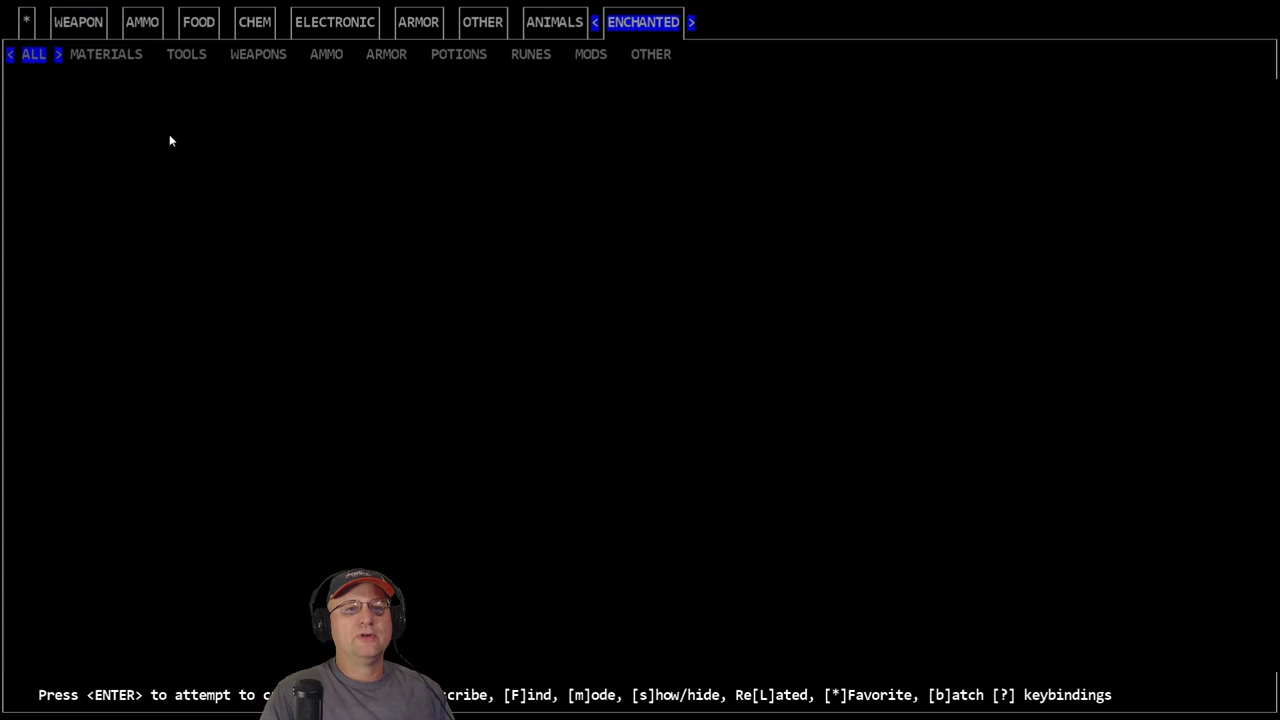 * WEAPON AMMO FOOD CHEM ELECTRONIC ARMOR OTHER ANIMALS < ENCHANTED >
< ALL > MATERIALS TOOLS WEAPONS AMMO ARMOR POTIONS RUNES MODS OTHER
Press <ENTER> to attempt to c scribe, [F]ind, [m]ode, [s]how/hide, Re[L]ated, [*]Favorite, [b]atch [?] keybindings